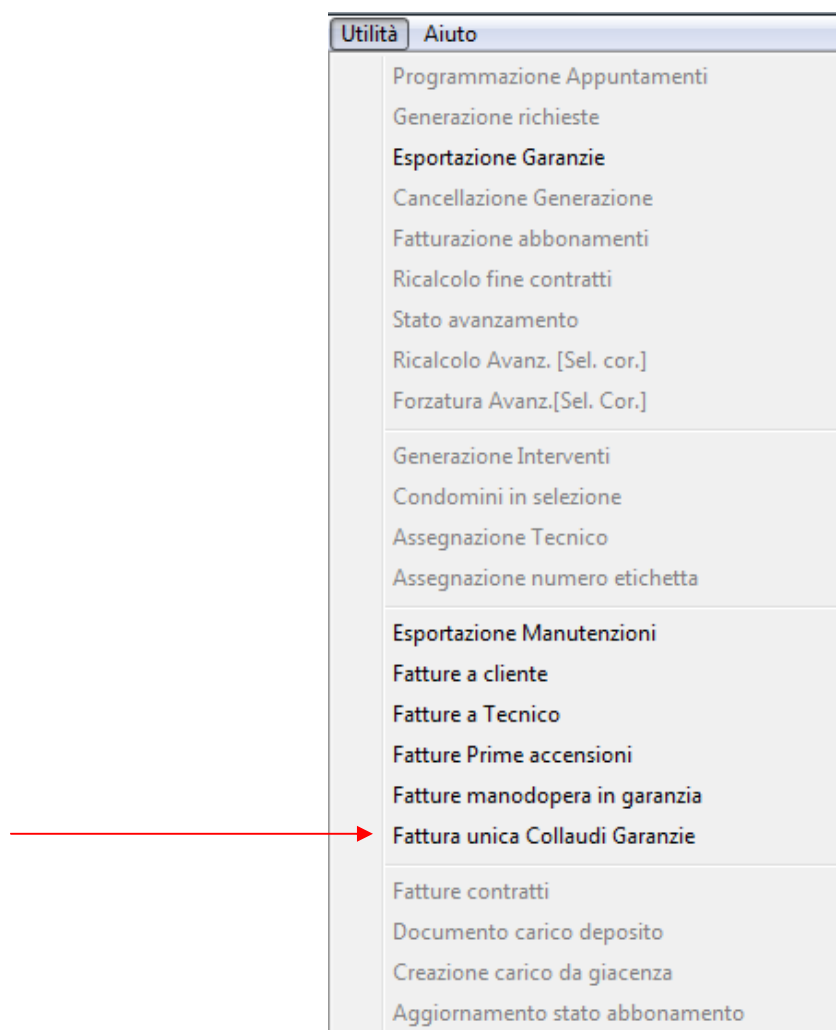 Utilità Aiuto
Programmazione Appuntamenti
Generazione richieste
Esportazione Garanzie
Cancellazione Generazione
Fatturazione abbonamenti
Ricalcolo fine contratti
Stato avanzamento
Ricalcolo Avanz. [Sel. cor.]
Forzatura Avanz.[Sel. Cor.]
Generazione Interventi
Condomini in selezione
Assegnazione Tecnico
Assegnazione numero etichetta
Esportazione Manutenzioni
Fatture a cliente
Fatture a Tecnico
Fatture Prime accensioni
Fatture manodopera in garanzia
Fattura unica Collaudi Garanzie
Fatture contratti
Documento carico deposito
Creazione carico da giacenza
Aggiornamento stato abbonamento